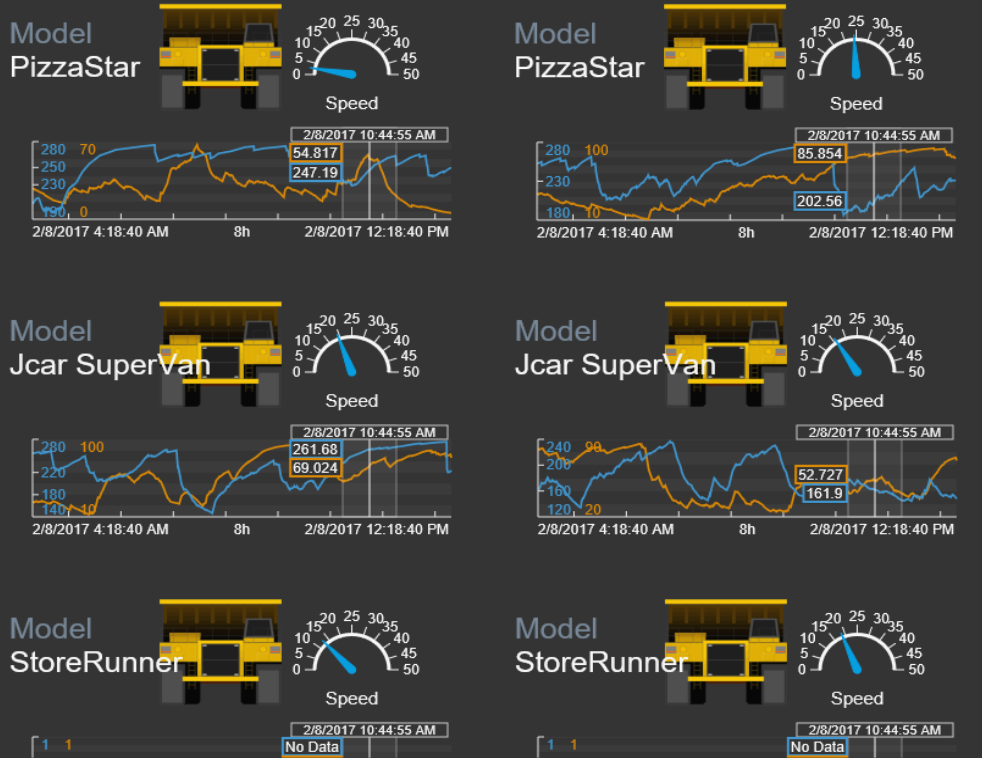 Model
PizzaStar
0 5 10 15 20 25 30 35 40 45 50
Speed
2/8/2017 10:44:55 AM
280 70
54.817
250
247.19
230
190 0
2/8/2017 4:18:40 AM 8h 2/8/2017 12:18:40 PM
Model
PizzaStar
0 5 10 15 20 25 30 35 40 45 50
Speed
2/8/2017 10:44:55 AM
280 100
85.854
230
202.56
180 10
2/8/2017 4:18:40 AM 8h 2/8/2017 12:18:40 PM
Model
Jcar SuperVan
0 5 10 15 20 25 30 35 40 45 50
Speed
2/8/2017 10:44:55 AM
280 100
261.68
69.024
220
180
140 10
2/8/2017 4:18:40 AM 8h 2/8/2017 12:18:40 PM
Model
Jcar SuperVan
0 5 10 15 20 25 30 35 40 45 50
Speed
2/8/2017 10:44:55 AM
240 90
200
52.727
160
161.9
120 20
2/8/2017 4:18:40 AM 8h 2/8/2017 12:18:40 PM
Model
StoreRunner
0 5 10 15 20 25 30 35 40 45 50
Speed
2/8/2017 10:44:55 AM
1 1
No Data
Model
StoreRunner
0 5 10 15 20 25 30 35 40 45 50
Speed
2/8/2017 10:44:55 AM
1 1
No Data